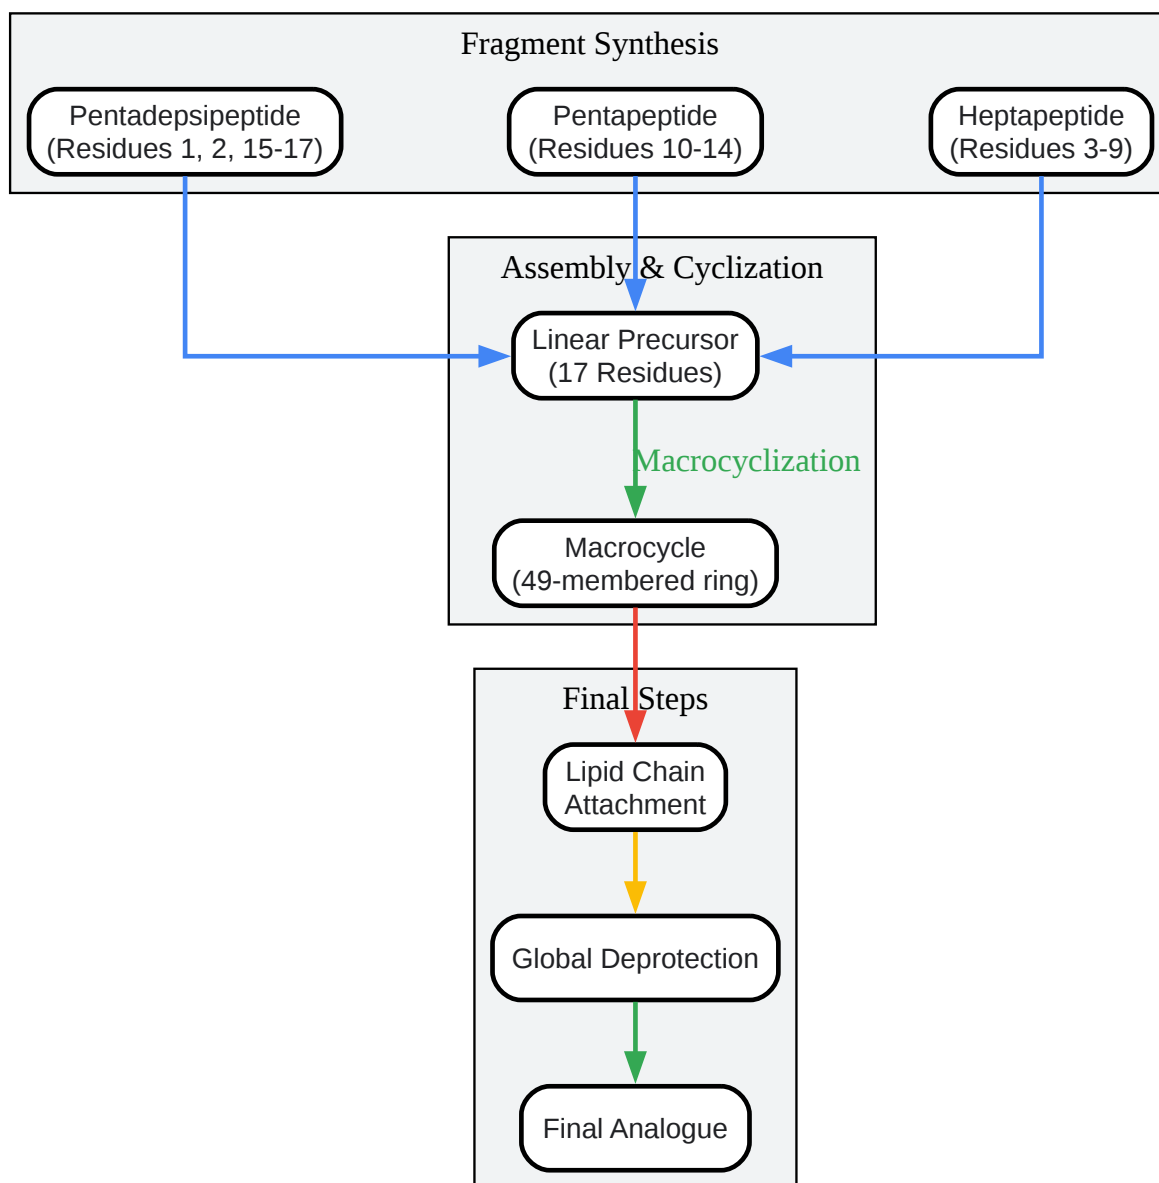 Fragment Synthesis
Pentadepsipeptide
(Residues 1, 2, 15-17)
Pentapeptide
(Residues 10-14)
Heptapeptide
(Residues 3-9)
Assembly & Cyclization
Linear Precursor
(17 Residues)
Macrocyclization
Macrocycle
(49-membered ring)
Final Steps
Lipid Chain
Attachment
Global Deprotection
Final Analogue